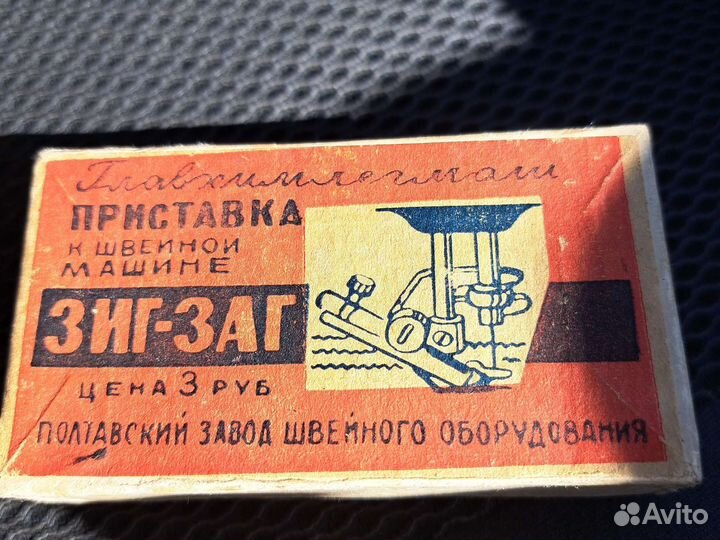 Главхимлегмаш
ПРИСТАВКА
К ШВЕЙНОЙ
МАШИНЕ
ЗИГ-ЗАГ
ЦЕНА 3 РУБ
ПОЛТАВСКИЙ ЗАВОД ШВЕЙНОГО ОБОРУДОВАНИЯ
Avito